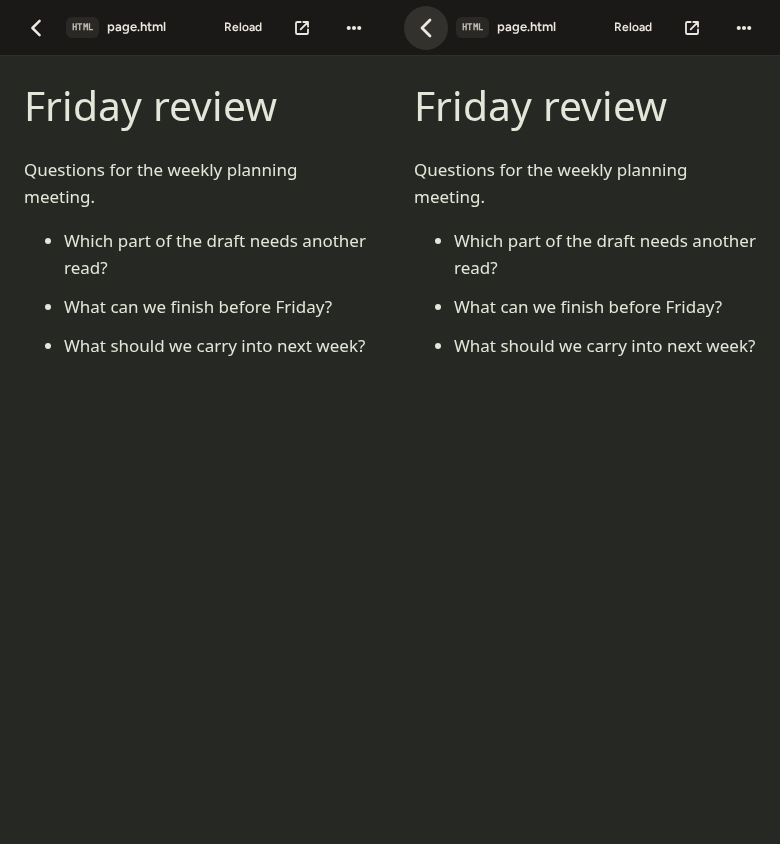 HTML page.html Reload
Friday review
Questions for the weekly planning
meeting.
Which part of the draft needs another
read?
What can we finish before Friday?
What should we carry into next week?
HTML page.html Reload
Friday review
Questions for the weekly planning
meeting.
Which part of the draft needs another
read?
What can we finish before Friday?
What should we carry into next week?